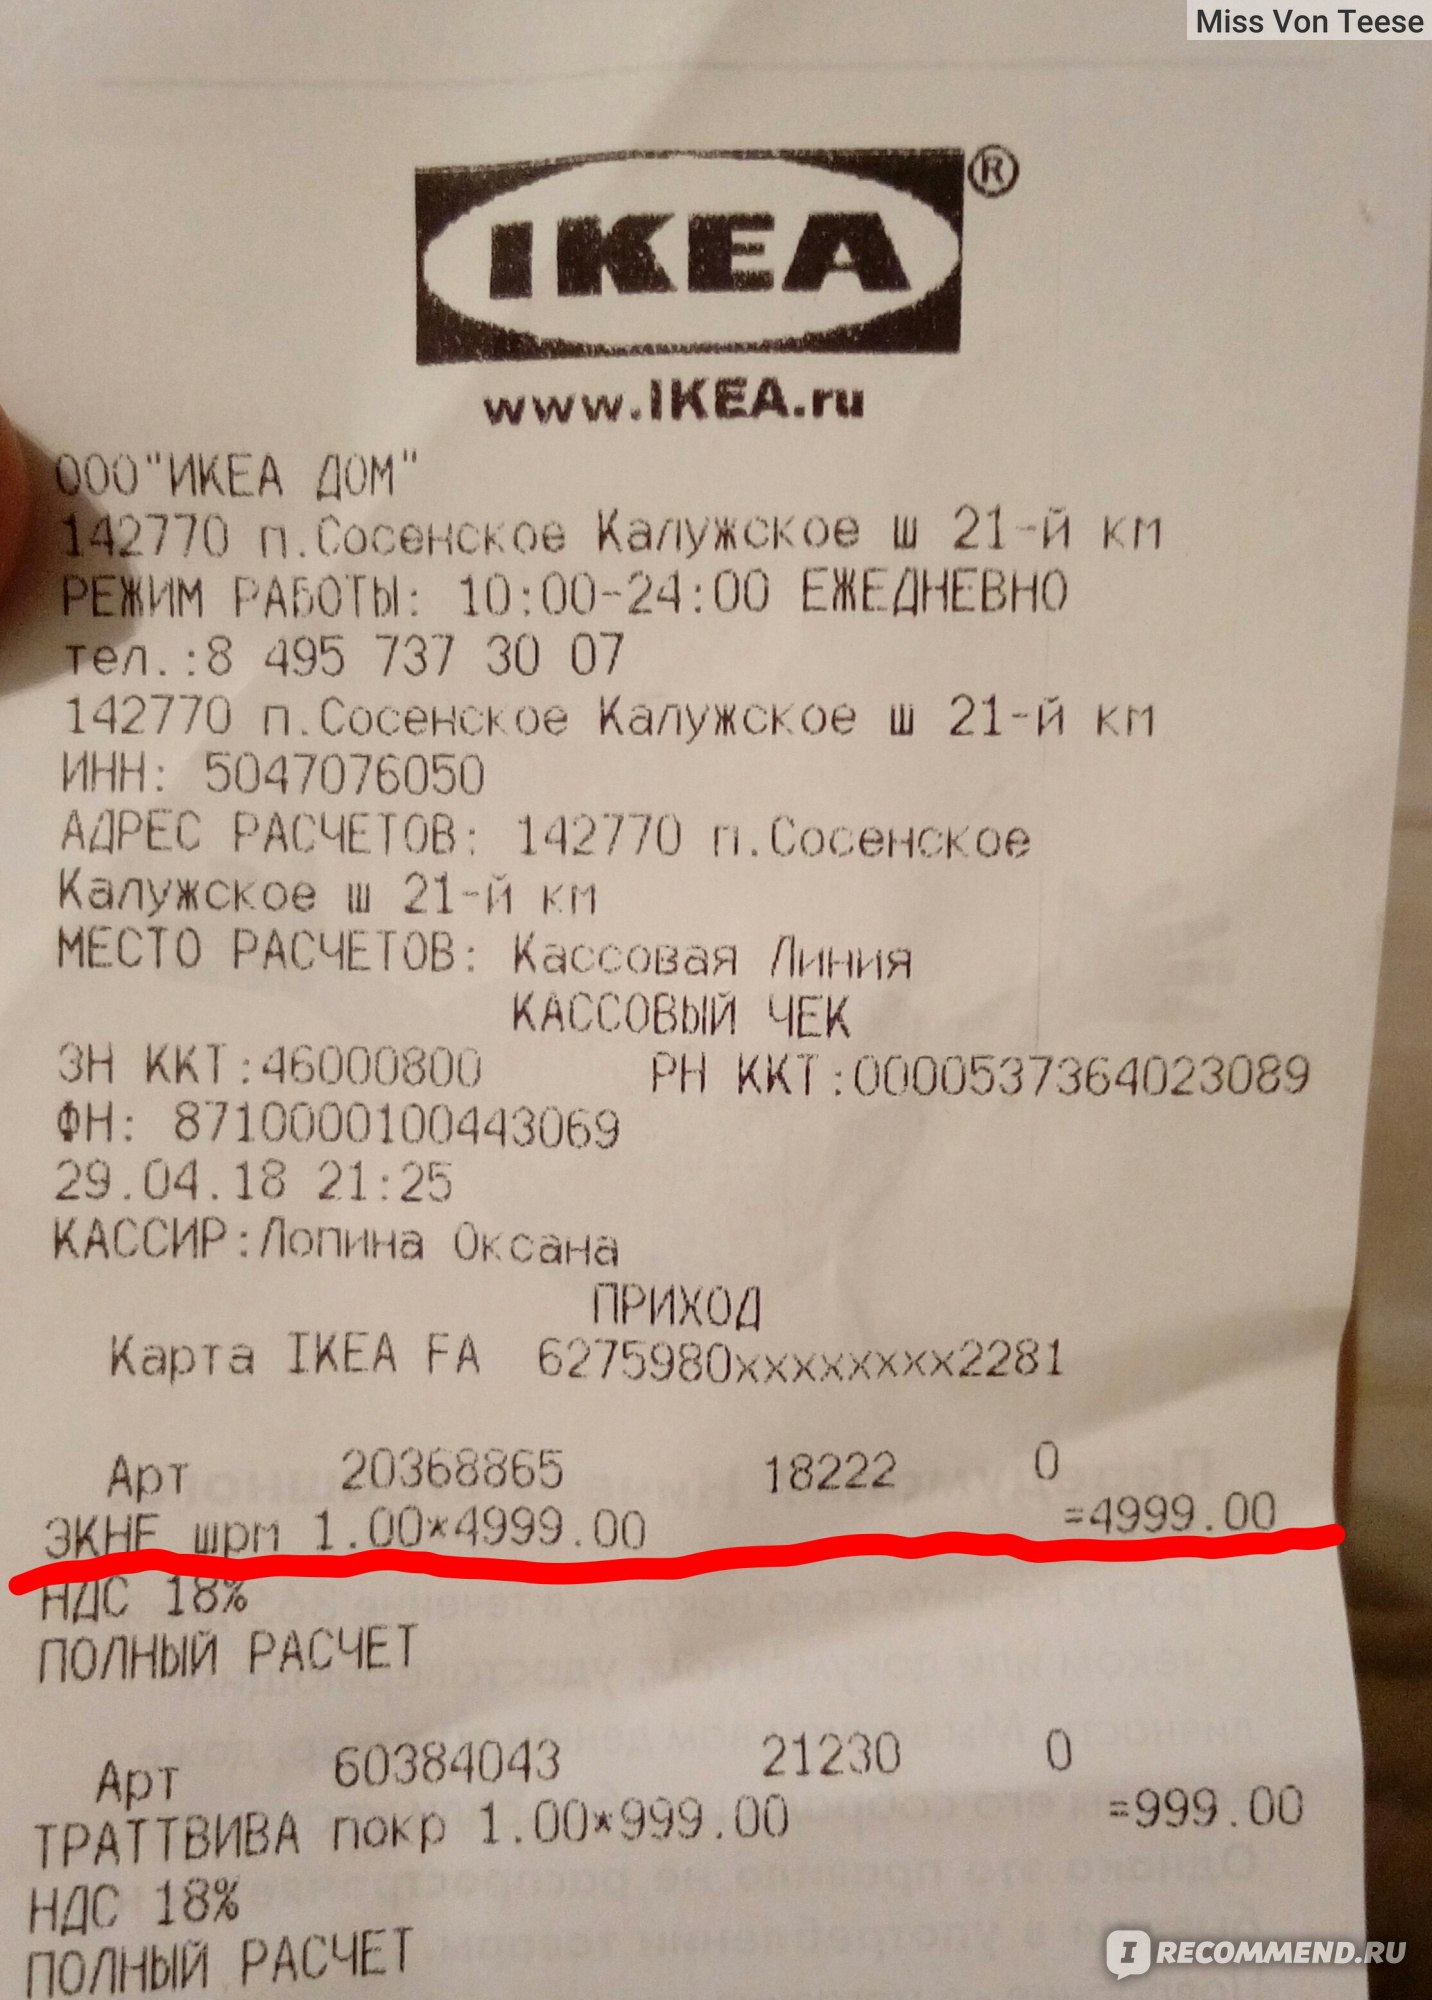 Miss Von Teese
IKEA®
www.IKEA.ru
ООО"ИКЕА ДОМ"
142770 п.Сосенское Калужское ш 21-й км
РЕЖИМ РАБОТЫ: 10:00-24:00 ЕЖЕДНЕВНО
тел.:8 495 737 30 07
142770 п.Сосенское Калужское ш 21-й км
ИНН: 5047076050
АДРЕС РАСЧЕТОВ: 142770 п.Сосенское
Калужское ш 21-й км
МЕСТО РАСЧЕТОВ: Кассовая Линия
КАССОВЫЙ ЧЕК
ЗН ККТ:46000800 РН ККТ:0000537364023089
ФН: 8710000100443069
29.04.18 21:25
КАССИР:Лопина Оксана
ПРИХОД
Карта IKEA FA 6275980xxxxxxxx2281
Арт 20368865 18222 0
ЭКНЕ шрм 1.00*4999.00 =4999.00
НДС 18%
ПОЛНЫЙ РАСЧЕТ
Арт 60384043 21230 0
ТРАТТВИВА покр 1.00*999.00 =999.00
НДС 18%
ПОЛНЫЙ РАСЧЕТ
IRECOMMEND.RU